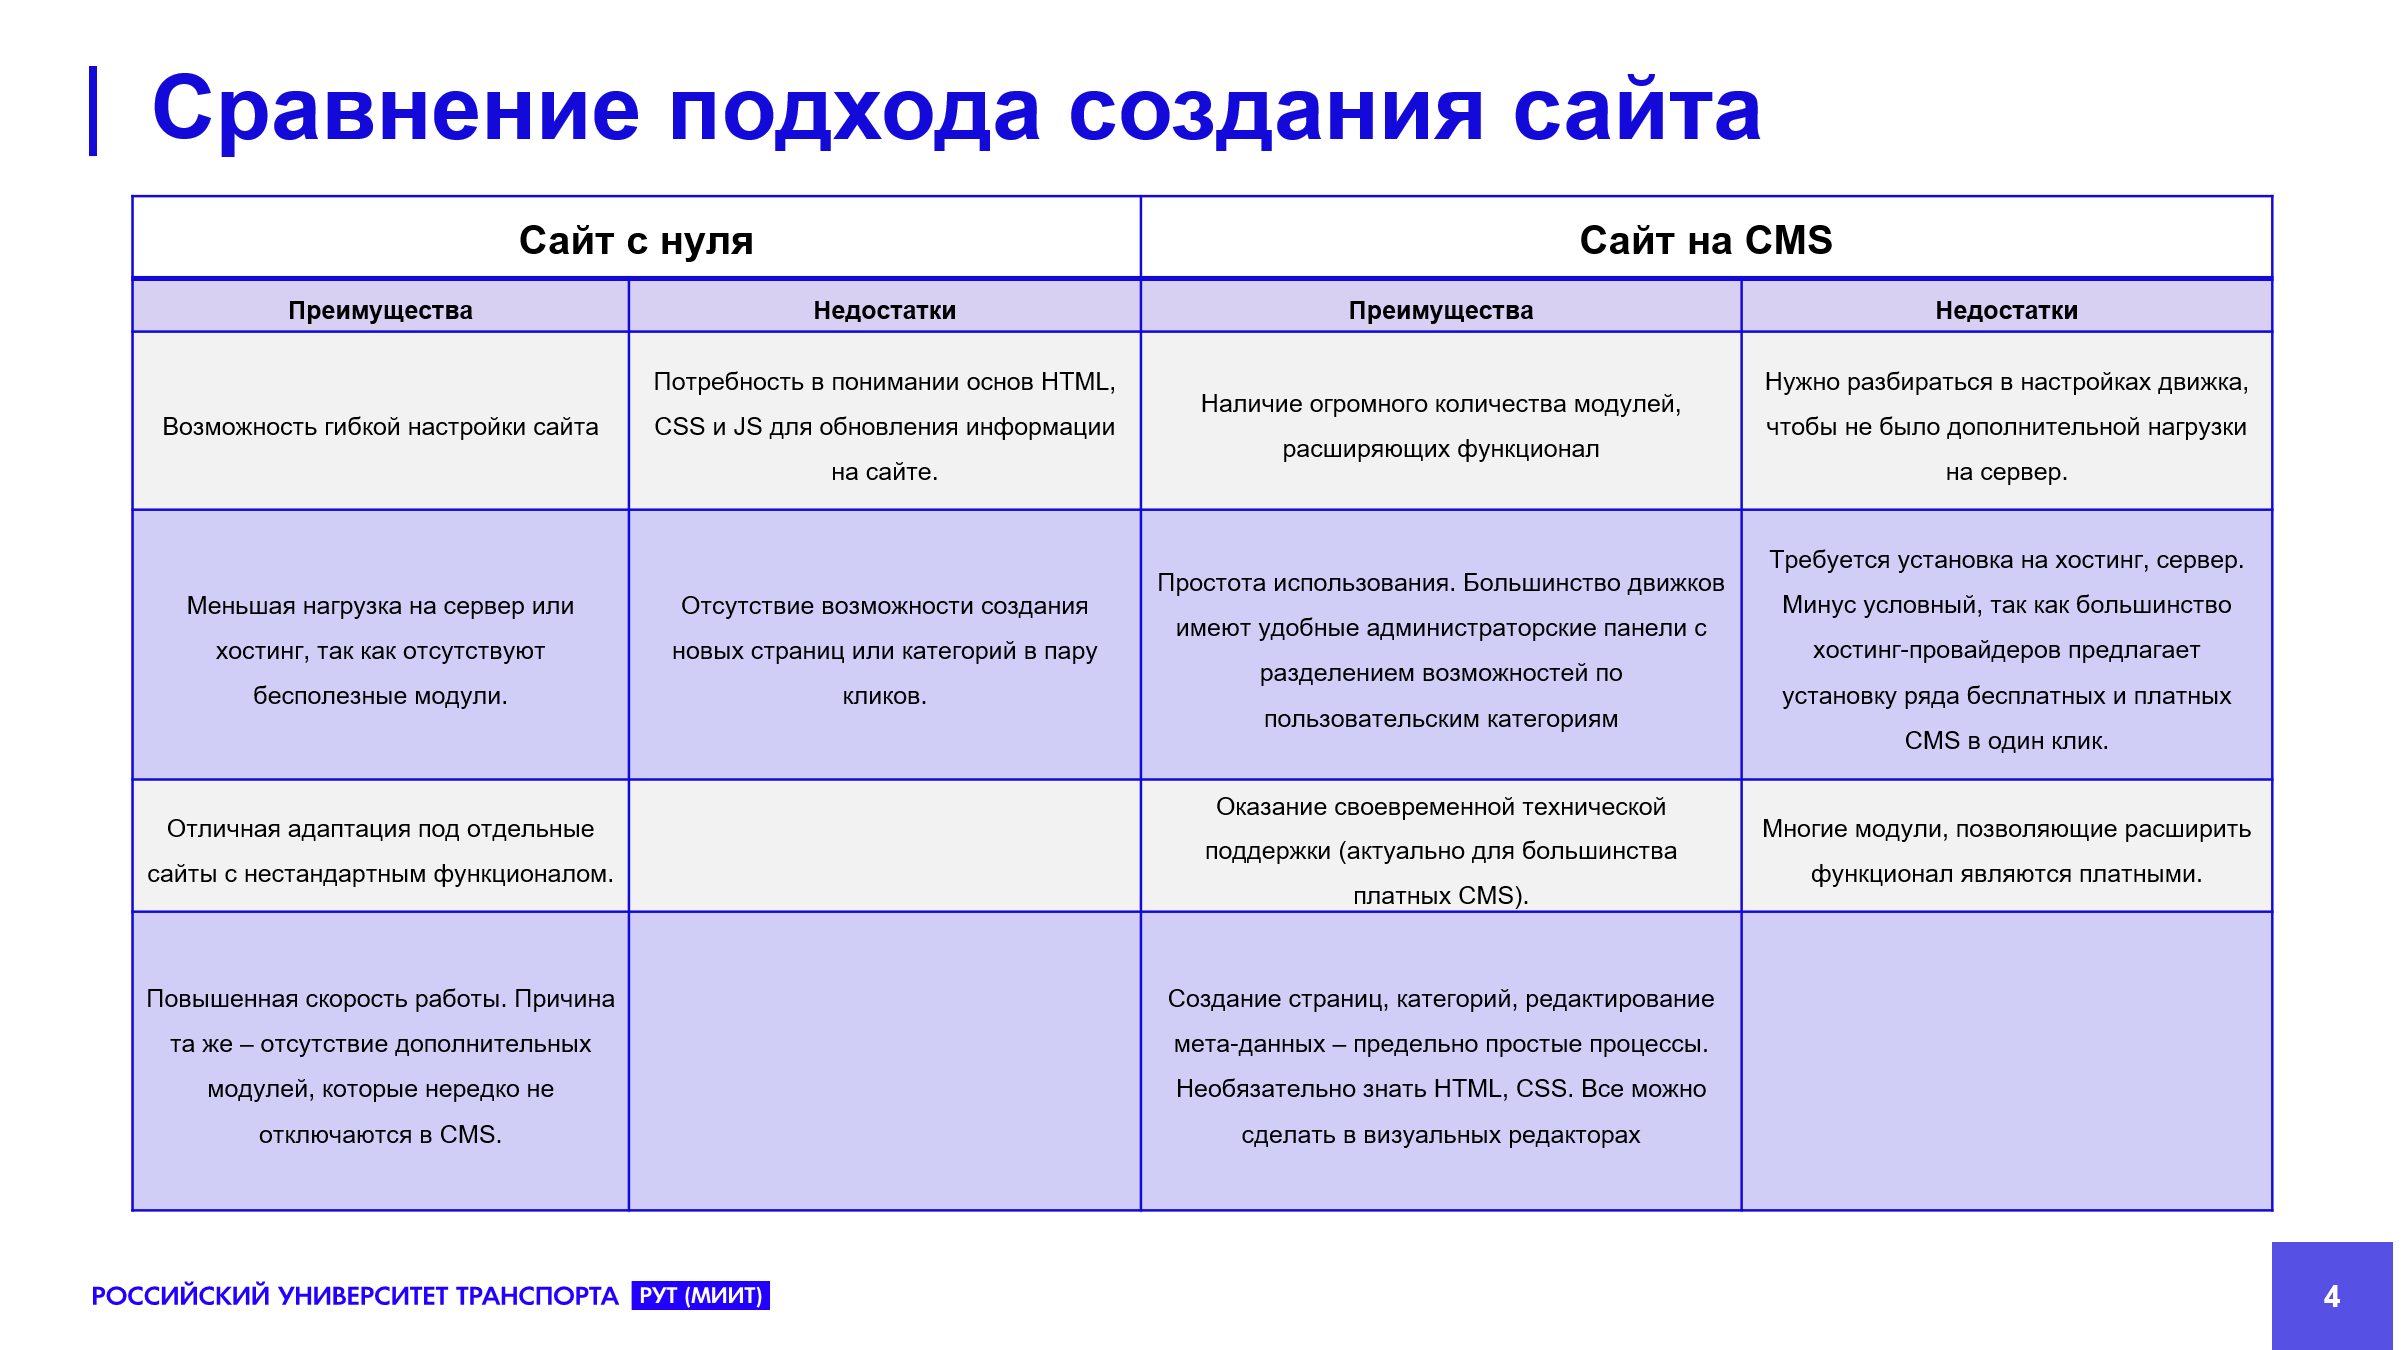 Сравнение подхода создания сайта
Сайт с нуля
Сайт на CMS
Преимущества
Недостатки
Преимущества
Недостатки
Возможность гибкой настройки сайта
Потребность в понимании основ HTML,
CSS и JS для обновления информации
на сайте.
Наличие огромного количества модулей,
расширяющих функционал
Нужно разбираться в настройках движка,
чтобы не было дополнительной нагрузки
на сервер.
Меньшая нагрузка на сервер или
хостинг, так как отсутствуют
бесполезные модули.
Отсутствие возможности создания
новых страниц или категорий в пару
кликов.
Простота использования. Большинство движков
имеют удобные администраторские панели с
разделением возможностей по
пользовательским категориям
Требуется установка на хостинг, сервер.
Минус условный, так как большинство
хостинг-провайдеров предлагает
установку ряда бесплатных и платных
CMS в один клик.
Отличная адаптация под отдельные
сайты с нестандартным функционалом.
Оказание своевременной технической
поддержки (актуально для большинства
платных CMS).
Многие модули, позволяющие расширить
функционал являются платными.
Повышенная скорость работы. Причина
та же – отсутствие дополнительных
модулей, которые нередко не
отключаются в CMS.
Создание страниц, категорий, редактирование
мета-данных – предельно простые процессы.
Необязательно знать HTML, CSS. Все можно
сделать в визуальных редакторах
РОССИЙСКИЙ УНИВЕРСИТЕТ ТРАНСПОРТА РУТ (МИИТ)
4